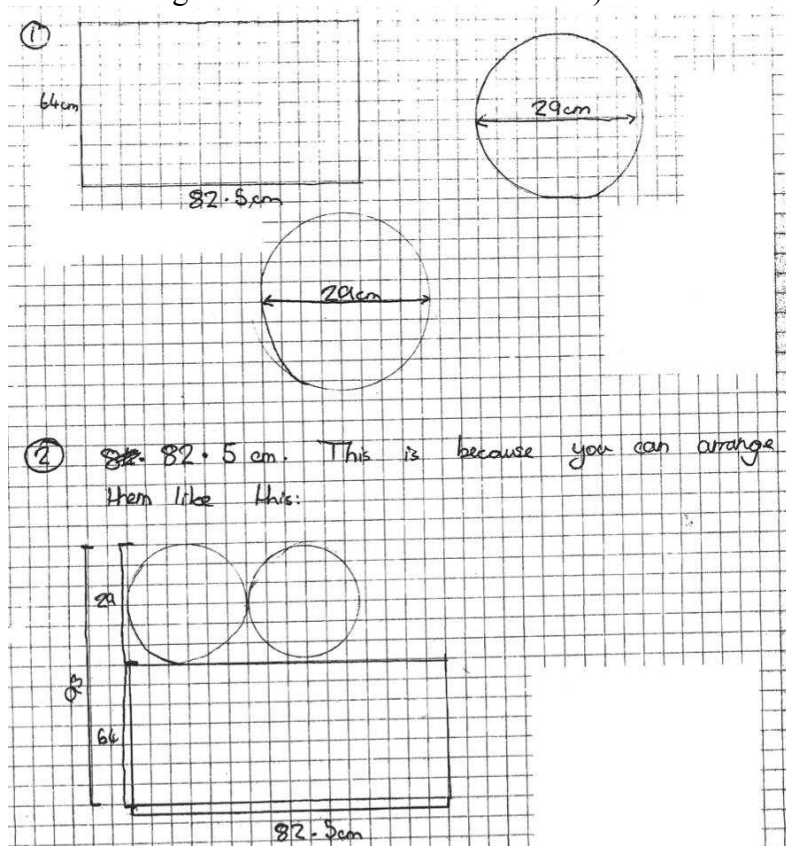 ①
64cm
29cm
82.5cm
29cm
② 82.5 cm. This is because you can arrange
them like this:
29
93
64
82.5cm